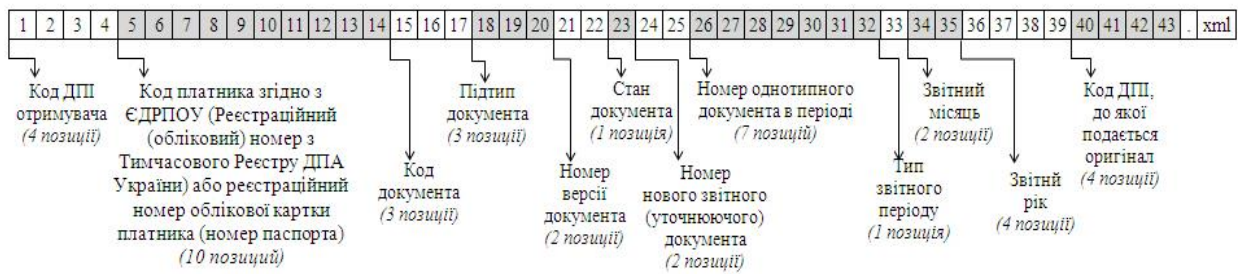 1 2 3 4 5 6 7 8 9 10 11 12 13 14 15 16 17 18 19 20 21 22 23 24 25 26 27 28 29 30 31 32 33 34 35 36 37 38 39 40 41 42 43 . xml
Код ДПІ
отримувача
(4 позиції)
Код платника згідно з
ЄДРПОУ (Реєстраційний
(обліковий) номер з
Тимчасового Реєстру ДПА
України) або реєстраційний
номер облікової картки
платника (номер паспорта)
(10 позиций)
Код
документа
(3 позиції)
Підтип
документа
(3 позиції)
Номер
версії
документа
(2 позиції)
Стан
документа
(1 позиція)
Номер
нового звітного
(уточнюючого)
документа
(2 позиції)
Номер однотипного
документа в періоді
(7 позицій)
Тип
звітного
періоду
(1 позиція)
Звітний
місяць
(2 позиції)
Звітнй
рік
(4 позиції)
Код ДПІ,
до якої
подається
оригінал
(4 позиції)